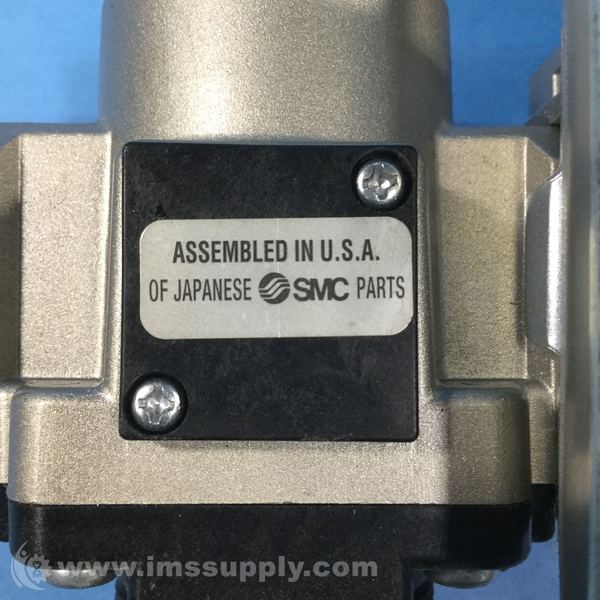 ASSEMBLED IN U.S.A.
OF JAPANESE SMC PARTS
www.imssupply.com